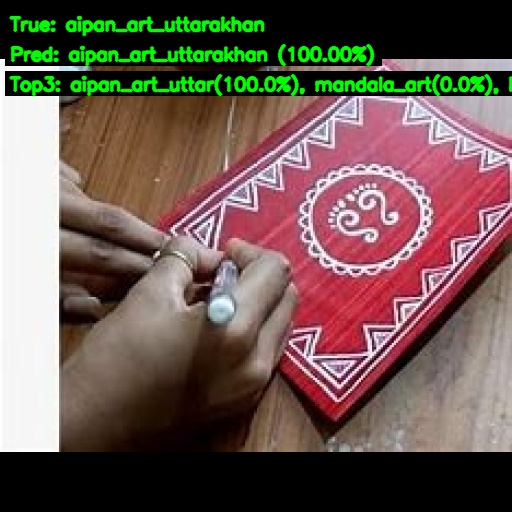 True: aipan_art_uttarakhan
Pred: aipan_art_uttarakhan (100.00%)
Top3: aipan_art_uttar(100.0%), mandala_art(0.0%),